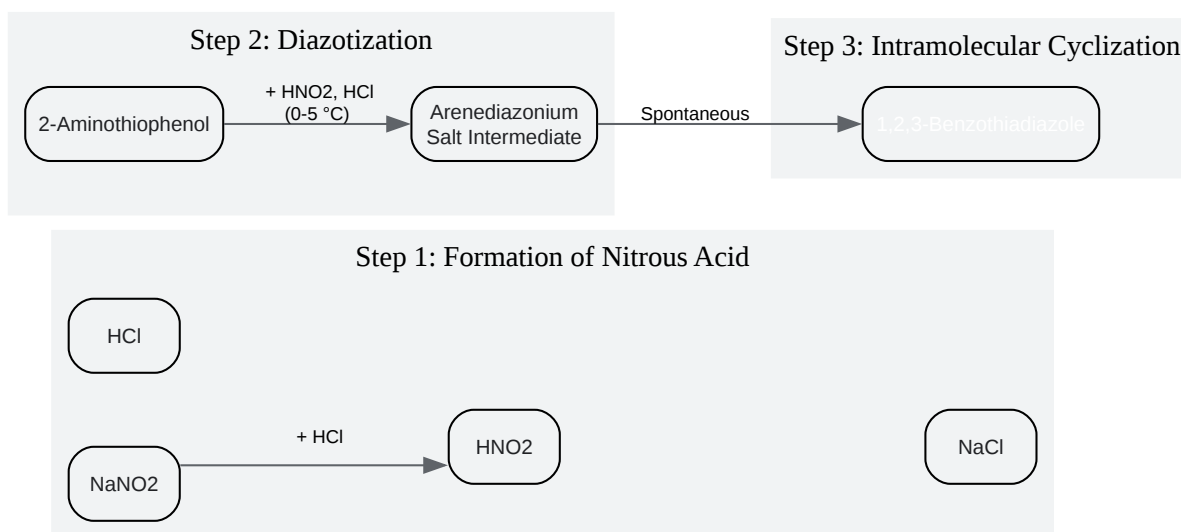 Step 2: Diazotization
2-Aminothiophenol
+ HNO2, HCl
(0-5 °C)
Arenediazonium
Salt Intermediate
Spontaneous
Step 3: Intramolecular Cyclization
1,2,3-Benzothiadiazole
Step 1: Formation of Nitrous Acid
HCl
NaNO2
+ HCl
HNO2
NaCl